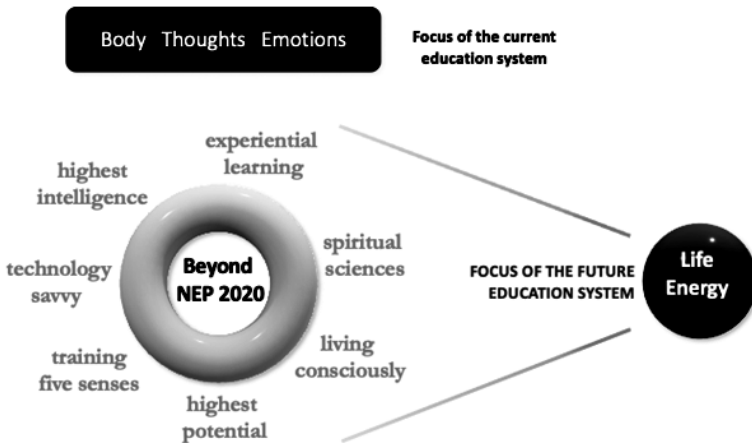 Body Thoughts Emotions
Focus of the current
education system
experiential
learning
highest
intelligence
spiritual
sciences
technology
savvy
Beyond
NEP 2020
FOCUS OF THE FUTURE
EDUCATION SYSTEM
Life
Energy
training
five senses
living
consciously
highest
potential